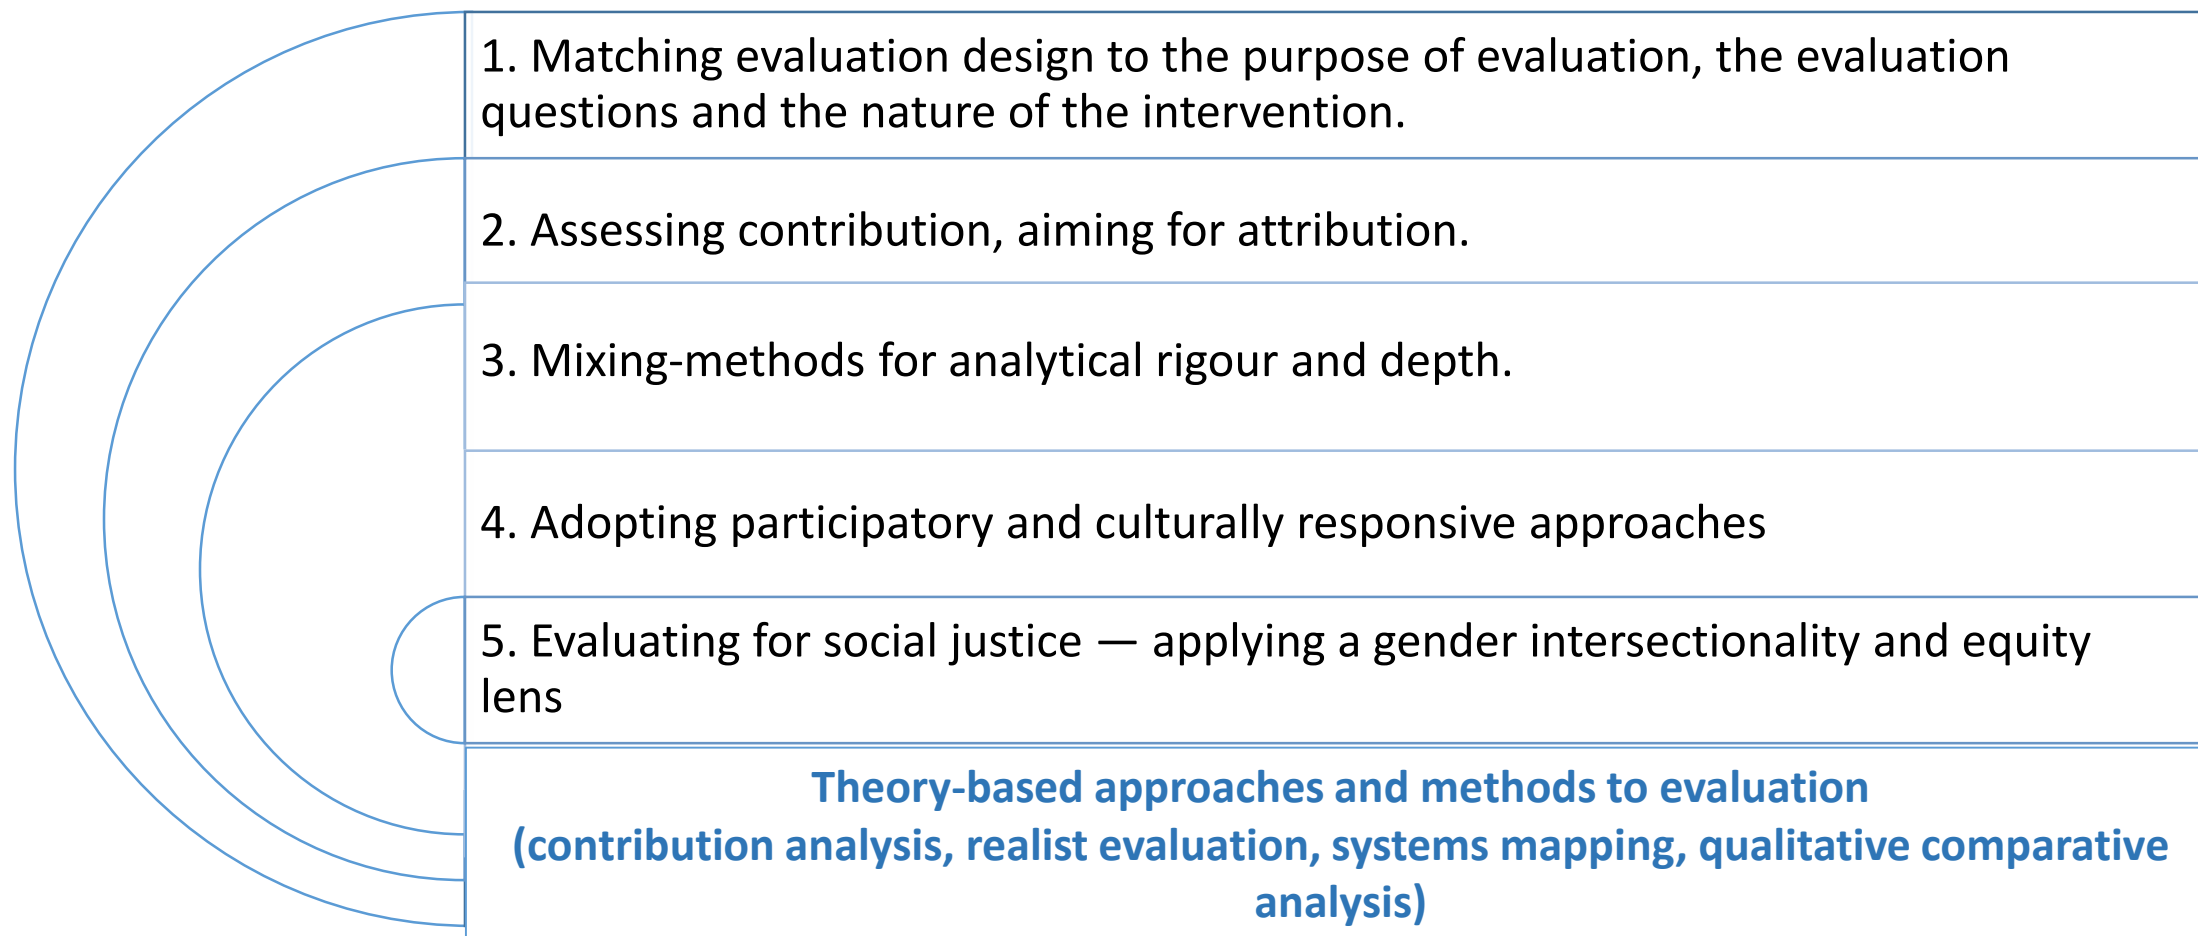 1. Matching evaluation design to the purpose of evaluation, the evaluation
questions and the nature of the intervention.
2. Assessing contribution, aiming for attribution.
3. Mixing-methods for analytical rigour and depth.
4. Adopting participatory and culturally responsive approaches
5. Evaluating for social justice — applying a gender intersectionality and equity
lens
Theory-based approaches and methods to evaluation
(contribution analysis, realist evaluation, systems mapping, qualitative comparative
analysis)